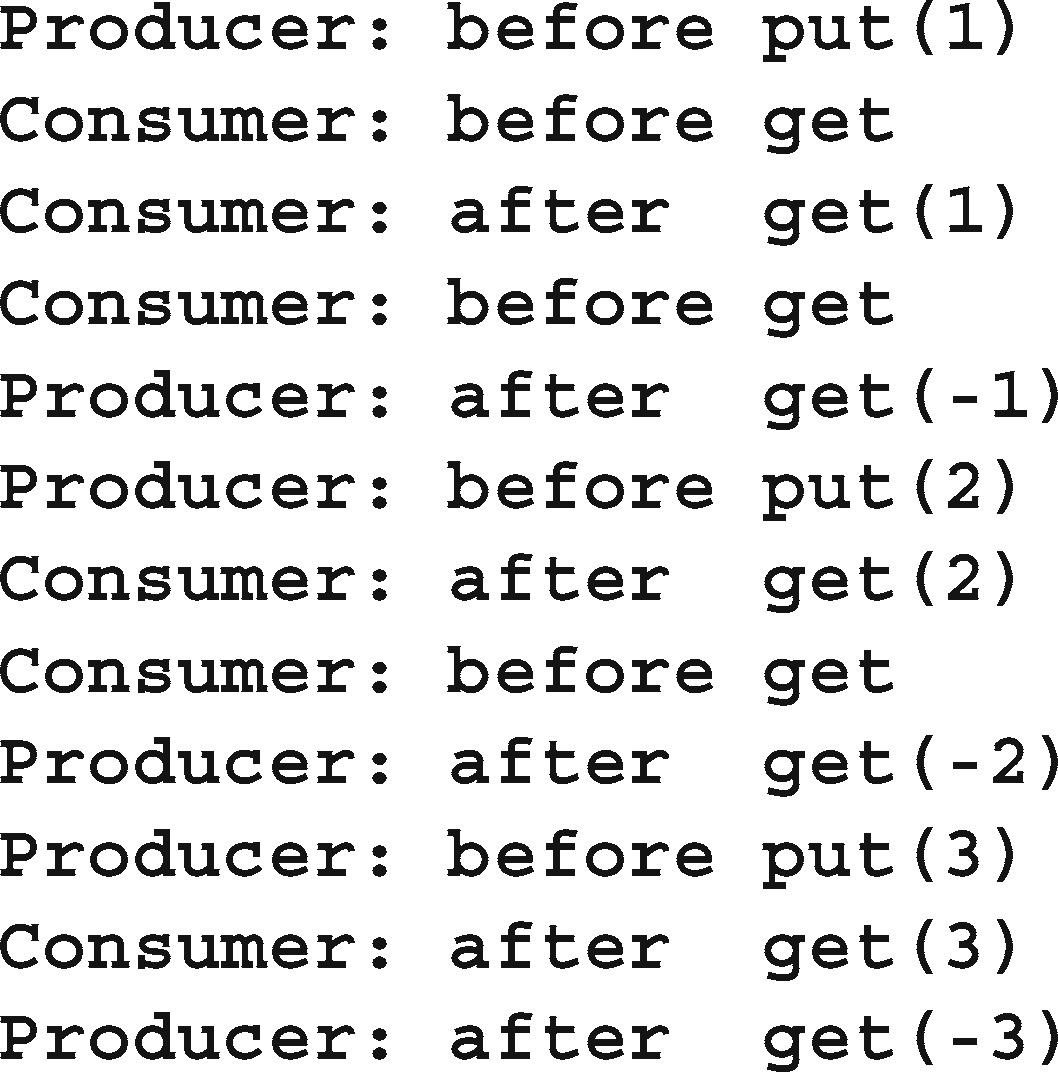 Producer: before put(1)
Consumer: before get
Consumer: after  get(1)
Consumer: before get
Producer: after  get(-1)
Producer: before put(2)
Consumer: after  get(2)
Consumer: before get
Producer: after  get(-2)
Producer: before put(3)
Consumer: after  get(3)
Producer: after  get(-3)